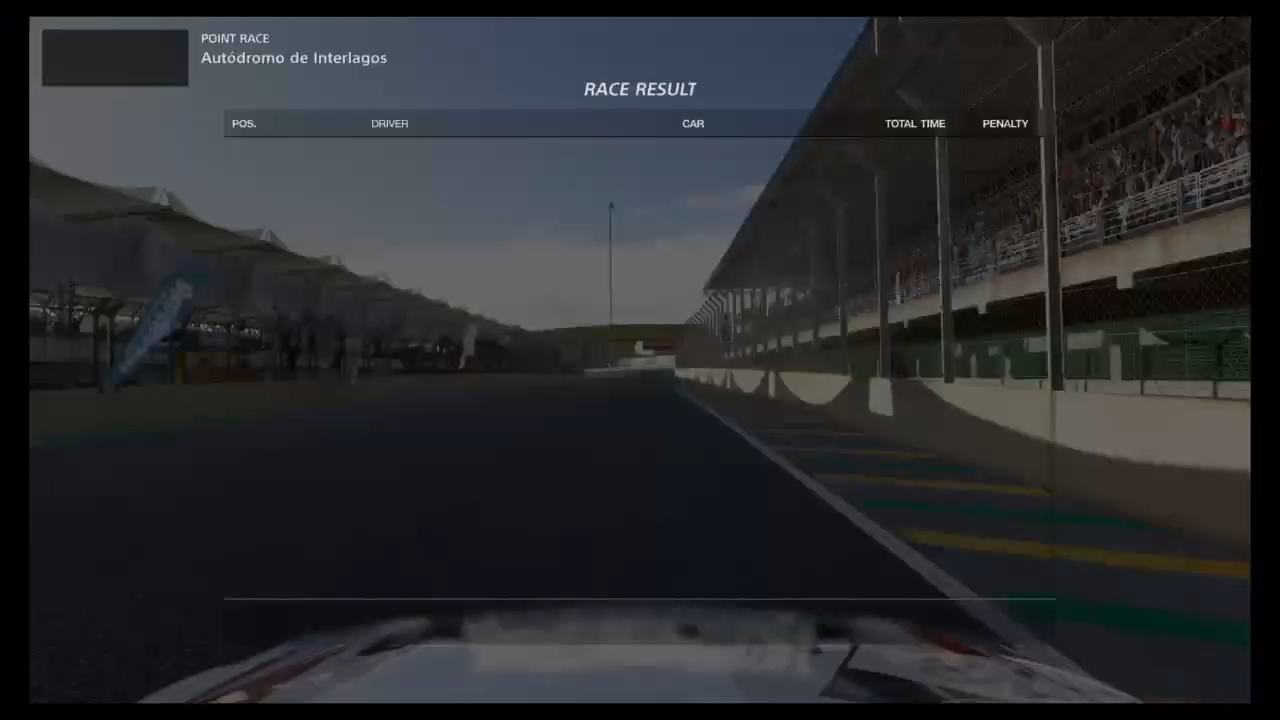 POINT RACE
Autódromo de Interlagos
RACE RESULT
POS. DRIVER CAR TOTAL TIME PENALTY